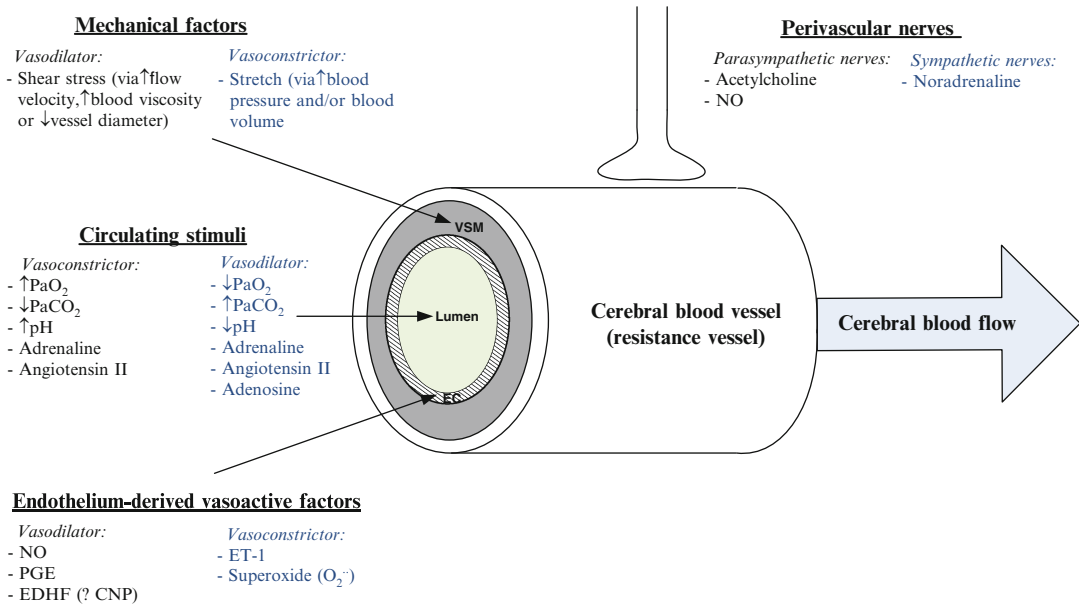 Mechanical factors
Vasodilator:
- Shear stress (via↑flow
velocity,↑blood viscosity
or ↓vessel diameter)
Vasoconstrictor:
- Stretch (via↑blood
pressure and/or blood
volume
Perivascular nerves
Parasympathetic nerves:
- Acetylcholine
- NO
Sympathetic nerves:
- Noradrenaline
Circulating stimuli
Vasoconstrictor:
- ↑PaO₂
- ↓PaCO₂
- ↑pH
- Adrenaline
- Angiotensin II
Vasodilator:
- ↓PaO₂
- ↑PaCO₂
- ↓pH
- Adrenaline
- Angiotensin II
- Adenosine
VSM
Lumen
EC
Cerebral blood vessel
(resistance vessel)
Cerebral blood flow
Endothelium-derived vasoactive factors
Vasodilator:
- NO
- PGE
- EDHF (? CNP)
Vasoconstrictor:
- ET-1
- Superoxide (O₂··)